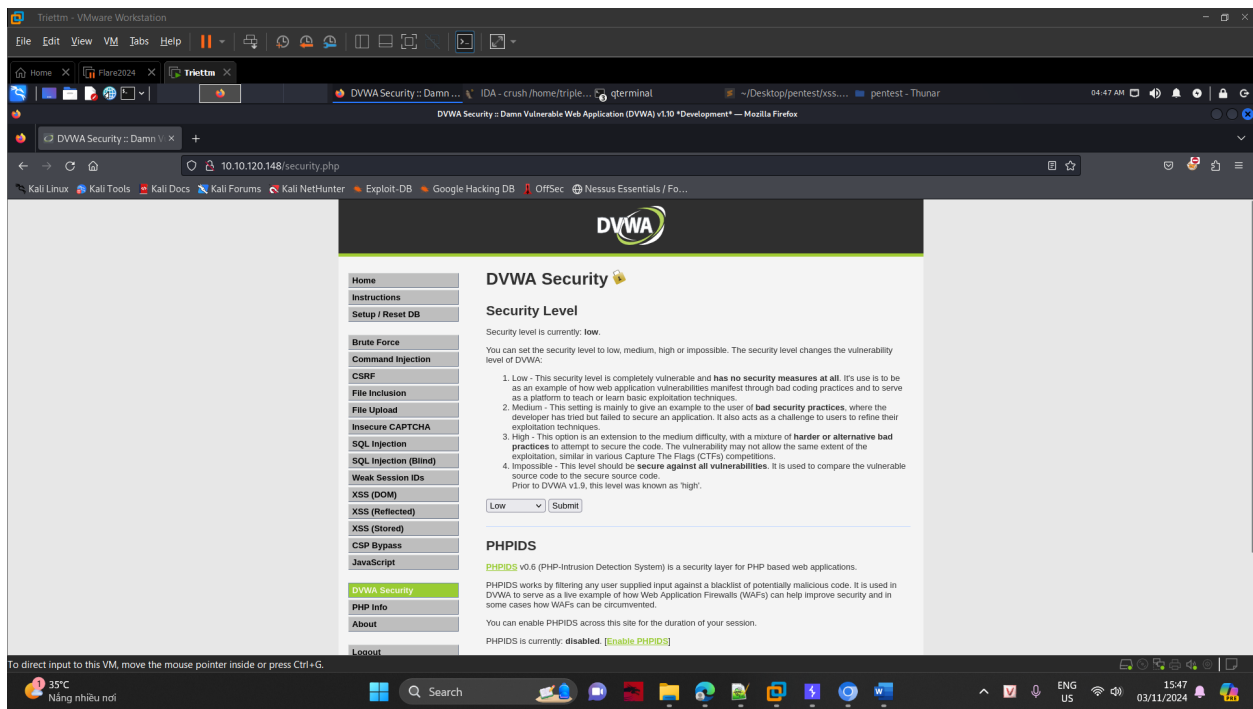 Triettm - VMware Workstation
File Edit View VM Tabs Help
Home Flare2024 Triettm
DVWA Security :: Damn ... IDA - crush /home/triple... qterminal ~/Desktop/pentest/xss.... pentest - Thunar 04:47 AM
DVWA Security :: Damn Vulnerable Web Application (DVWA) v1.10 *Development* — Mozilla Firefox
DVWA Security :: Damn V
10.10.120.148/security.php
Kali Linux Kali Tools Kali Docs Kali Forums Kali NetHunter Exploit-DB Google Hacking DB OffSec Nessus Essentials / Fo...
DVWA
Home
Instructions
Setup / Reset DB
Brute Force
Command Injection
CSRF
File Inclusion
File Upload
Insecure CAPTCHA
SQL Injection
SQL Injection (Blind)
Weak Session IDs
XSS (DOM)
XSS (Reflected)
XSS (Stored)
CSP Bypass
JavaScript
DVWA Security
PHP Info
About
Logout
DVWA Security
Security Level
Security level is currently: low.
You can set the security level to low, medium, high or impossible. The security level changes the vulnerability
level of DVWA:
1. Low - This security level is completely vulnerable and has no security measures at all. It's use is to be
as an example of how web application vulnerabilities manifest through bad coding practices and to serve
as a platform to teach or learn basic exploitation techniques.
2. Medium - This setting is mainly to give an example to the user of bad security practices, where the
developer has tried but failed to secure an application. It also acts as a challenge to users to refine their
exploitation techniques.
3. High - This option is an extension to the medium difficulty, with a mixture of harder or alternative bad
practices to attempt to secure the code. The vulnerability may not allow the same extent of the
exploitation, similar in various Capture The Flags (CTFs) competitions.
4. Impossible - This level should be secure against all vulnerabilities. It is used to compare the vulnerable
source code to the secure source code.
Prior to DVWA v1.9, this level was known as 'high'.
Low Submit
PHPIDS
PHPIDS v0.6 (PHP-Intrusion Detection System) is a security layer for PHP based web applications.
PHPIDS works by filtering any user supplied input against a blacklist of potentially malicious code. It is used in
DVWA to serve as a live example of how Web Application Firewalls (WAFs) can help improve security and in
some cases how WAFs can be circumvented.
You can enable PHPIDS across this site for the duration of your session.
PHPIDS is currently: disabled. [Enable PHPIDS]
To direct input to this VM, move the mouse pointer inside or press Ctrl+G.
1 35°C
Nắng nhiều nơi
Search
ENG
US
15:47
03/11/2024